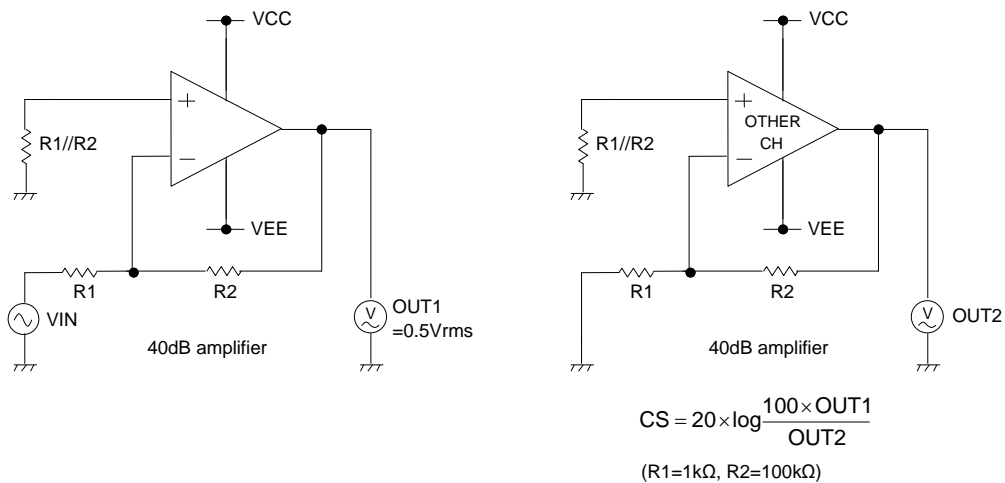 VCC
R1//R2
VEE
R1
R2
VIN
V
OUT1
=0.5Vrms
40dB amplifier
VCC
R1//R2
OTHER
CH
VEE
R1
R2
V
OUT2
40dB amplifier
CS = 20 × log 100 × OUT1 / OUT2
(R1=1kΩ, R2=100kΩ)